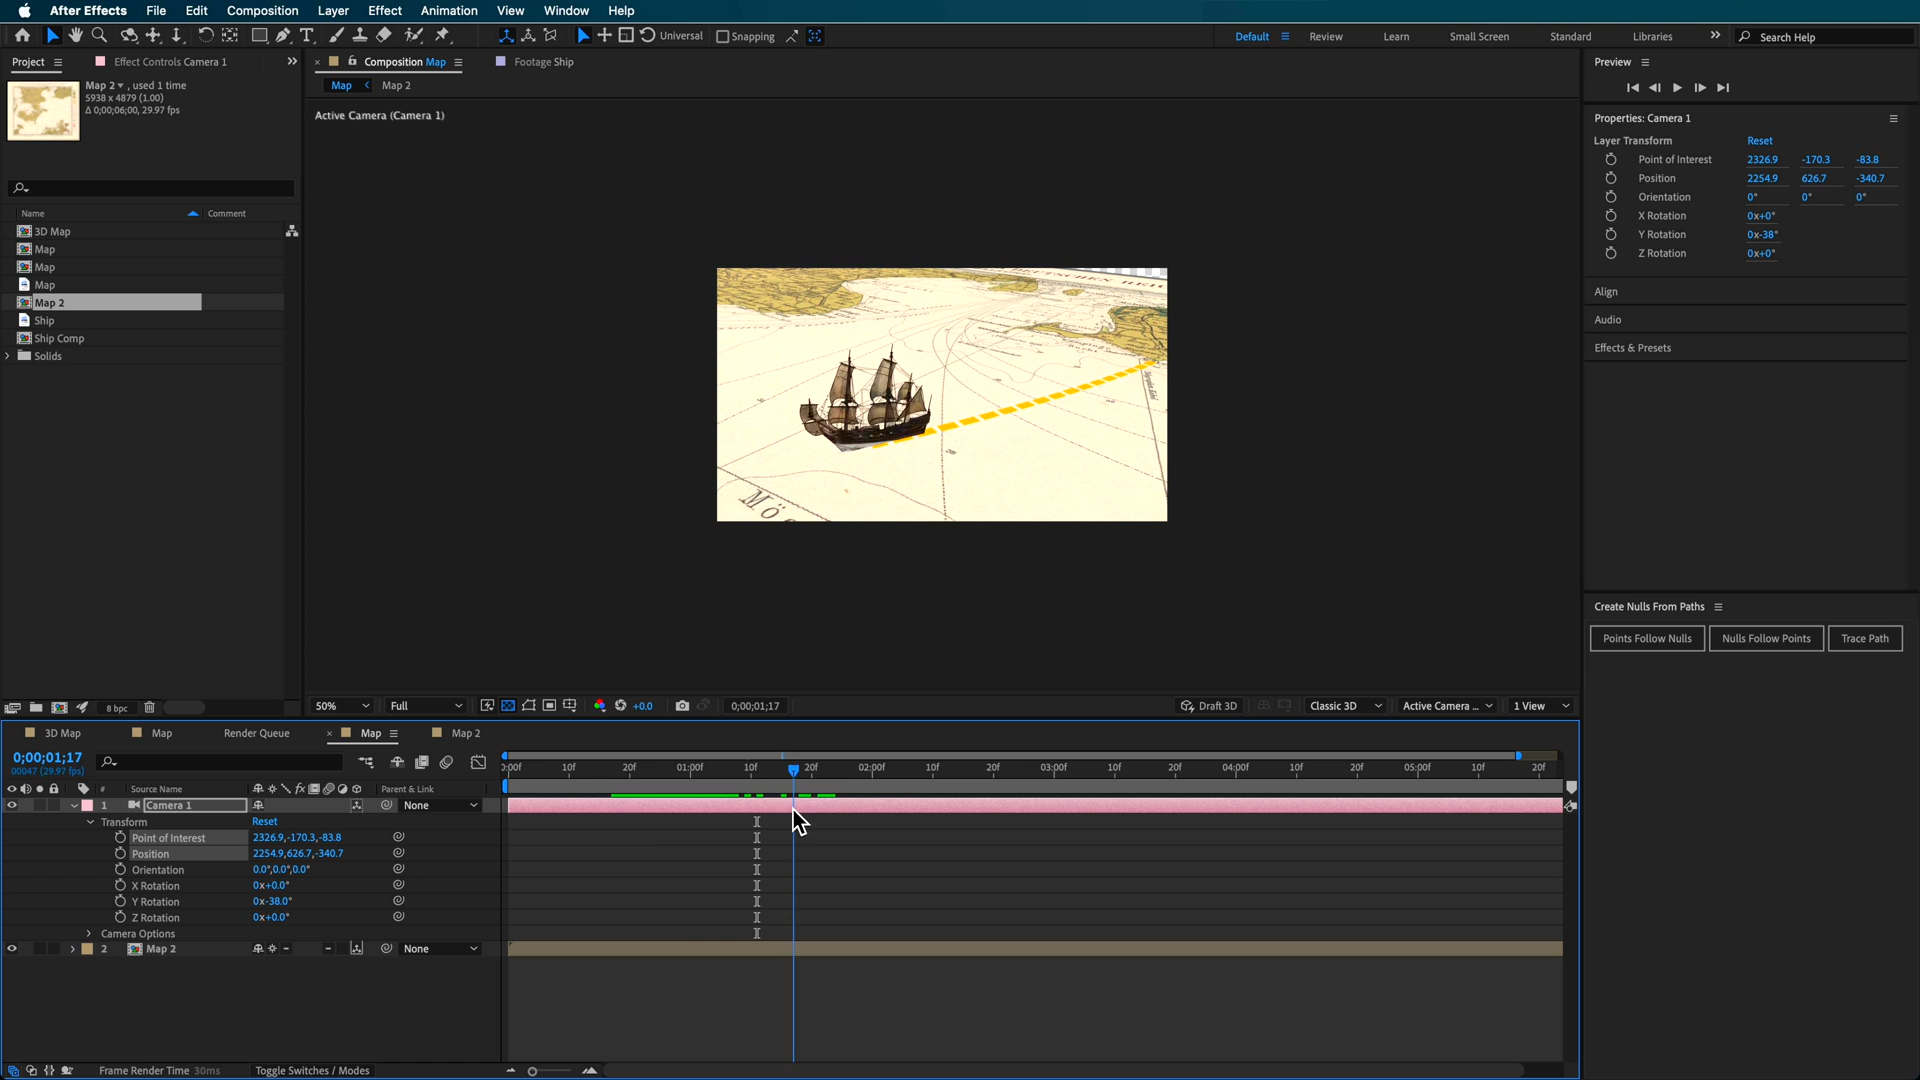 After Effects File Edit Composition Layer Effect Animation View Window Help
Universal Snapping Default Review Learn Small Screen Standard Libraries Search Help
Project Effect Controls Camera 1
Map 2, used 1 time
5938 x 4879 (1.00)
Δ 0;00;06;00, 29.97 fps
Name Comment
3D Map
Map
Map
Map
Map 2
Ship
Ship Comp
Solids
8 bpc
Composition Map Footage Ship
Map Map 2
Active Camera (Camera 1)
Mö
50% Full +0.0 0;00;01;17 Draft 3D Classic 3D Active Camera ... 1 View
Preview
Properties: Camera 1
Layer Transform Reset
Point of Interest 2326.9 -170.3 -83.8
Position 2254.9 626.7 -340.7
Orientation 0° 0° 0°
X Rotation 0x+0°
Y Rotation 0x-38°
Z Rotation 0x+0°
Align
Audio
Effects & Presets
Create Nulls From Paths
Points Follow Nulls Nulls Follow Points Trace Path
3D Map Map Render Queue Map Map 2
0;00;01;17
00047 (29.97 fps)
0:00f 10f 20f 01:00f 10f 20f 02:00f 10f 20f 03:00f 10f 20f 04:00f 10f 20f 05:00f 10f 20f
# Source Name fx Parent & Link
1 Camera 1 None
Transform Reset
Point of Interest 2326.9,-170.3,-83.8
Position 2254.9,626.7,-340.7
Orientation 0.0°,0.0°,0.0°
X Rotation 0x+0.0°
Y Rotation 0x-38.0°
Z Rotation 0x+0.0°
Camera Options
2 Map 2 None
Frame Render Time 30ms Toggle Switches / Modes